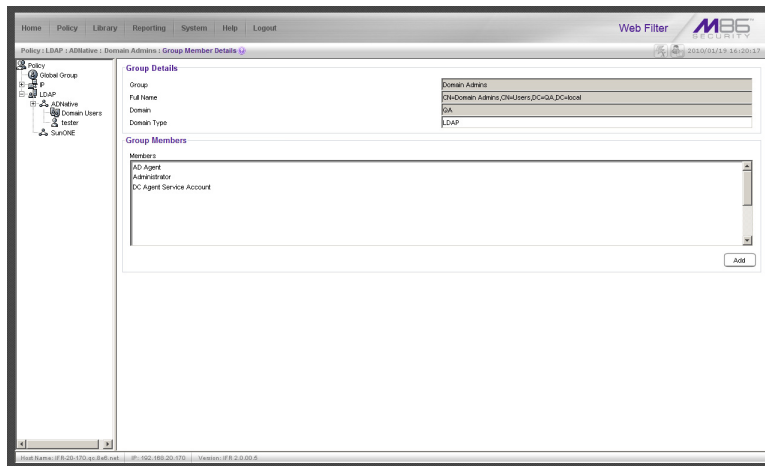 Home Policy Library Reporting System Help Logout
Web Filter
M86
SECURITY
Policy : LDAP : ADNative : Domain Admins : Group Member Details
2010/01/19 16:20:17
Policy
Global Group
IP
LDAP
ADNative
Domain Users
tester
SunONE
Group Details
Group Domain Admins
Full Name CN=Domain Admins,CN=Users,DC=QA,DC=local
Domain QA
Domain Type LDAP
Group Members
Members
AD Agent
Administrator
DC Agent Service Account
Add
Host Name: IFR-20-170.qc.8e6.net IP: 192.168.20.170 Version: IFR 2.0.00.5